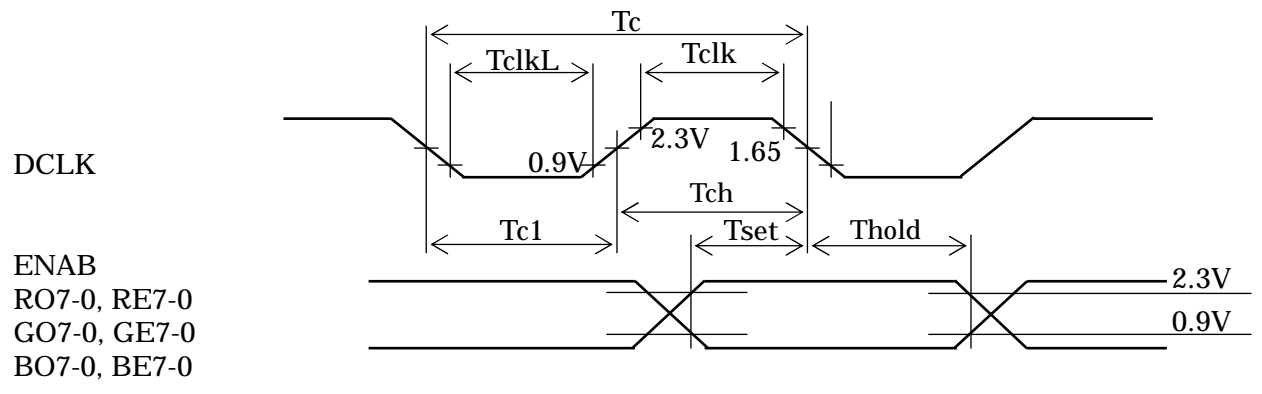 Tc
TclkL
Tclk
DCLK
0.9V
2.3V
1.65
Tch
Tc1
Tset
Thold
ENAB
RO7-0, RE7-0
GO7-0, GE7-0
BO7-0, BE7-0
2.3V
0.9V